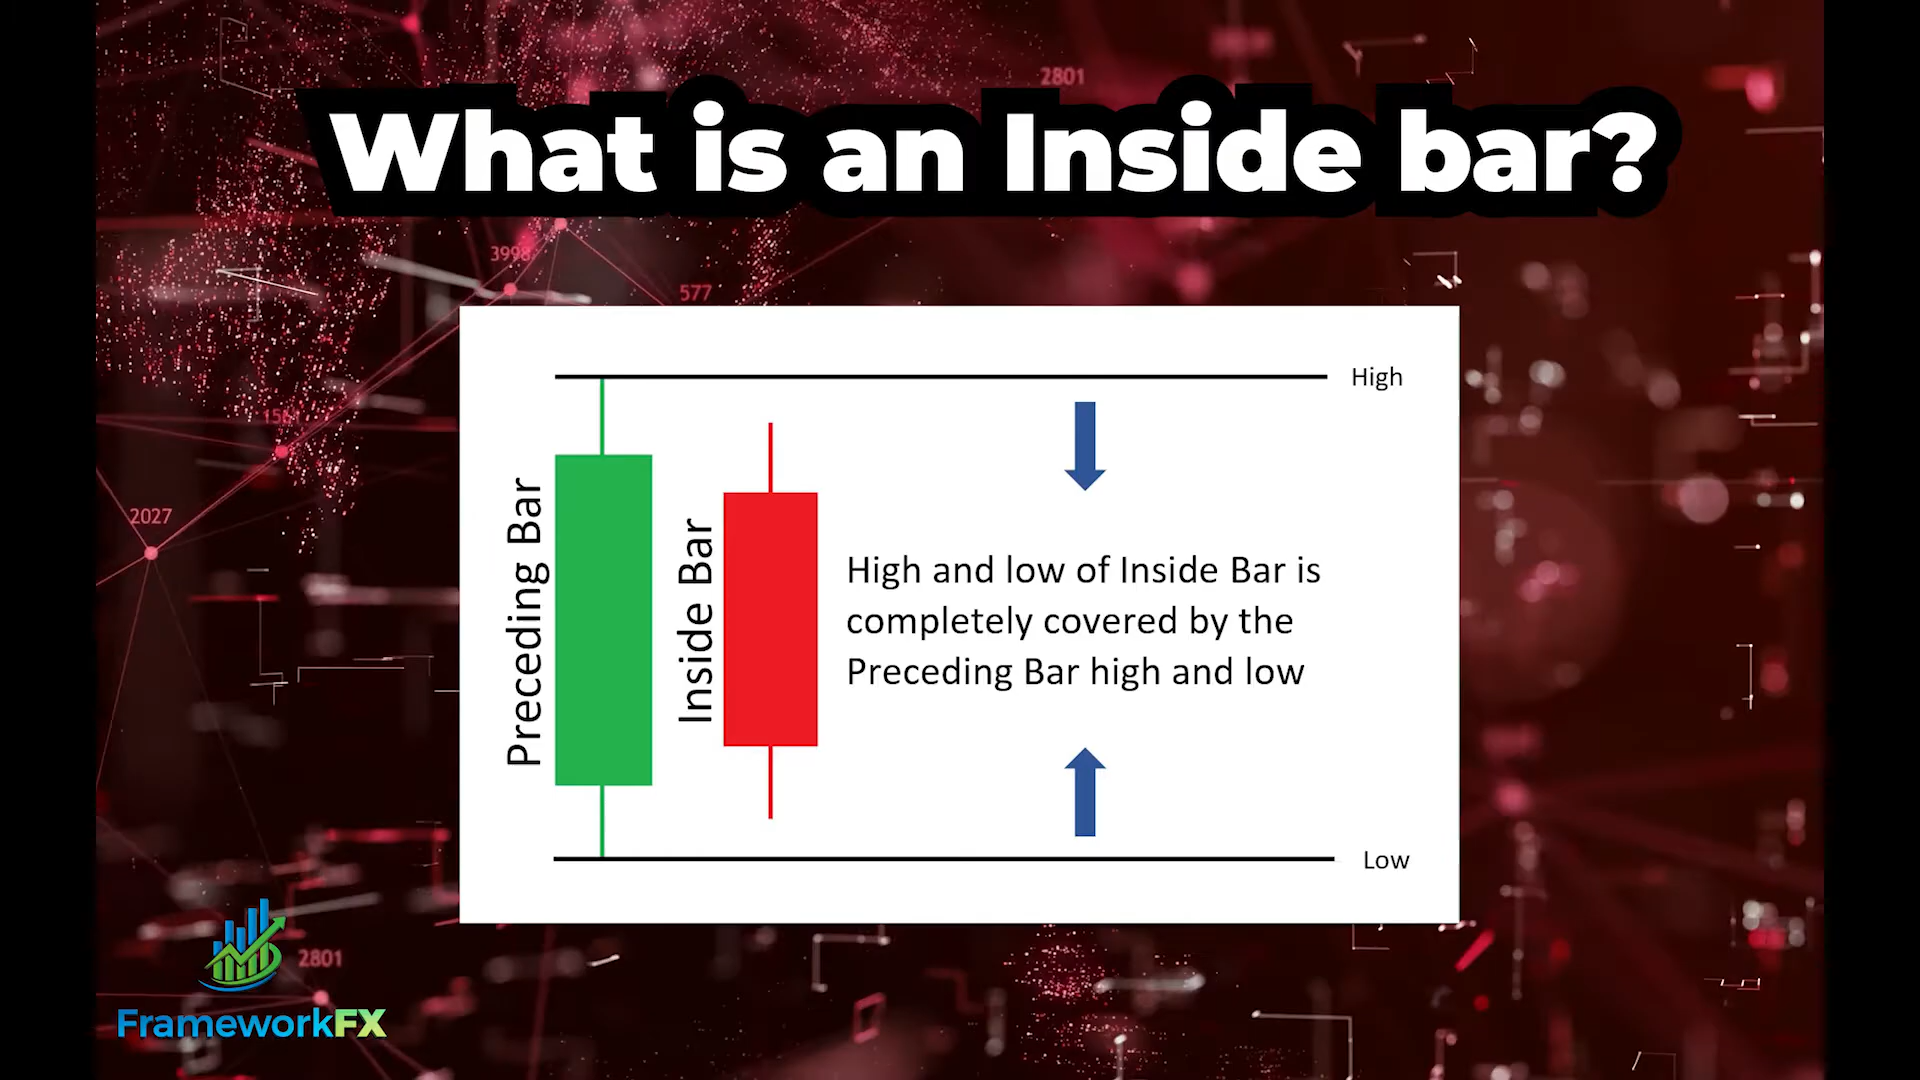 2801
What is an Inside bar?
3998
577
High
Preceding Bar
Inside Bar
High and low of Inside Bar is
completely covered by the
Preceding Bar high and low
2027
Low
2801
FrameworkFX